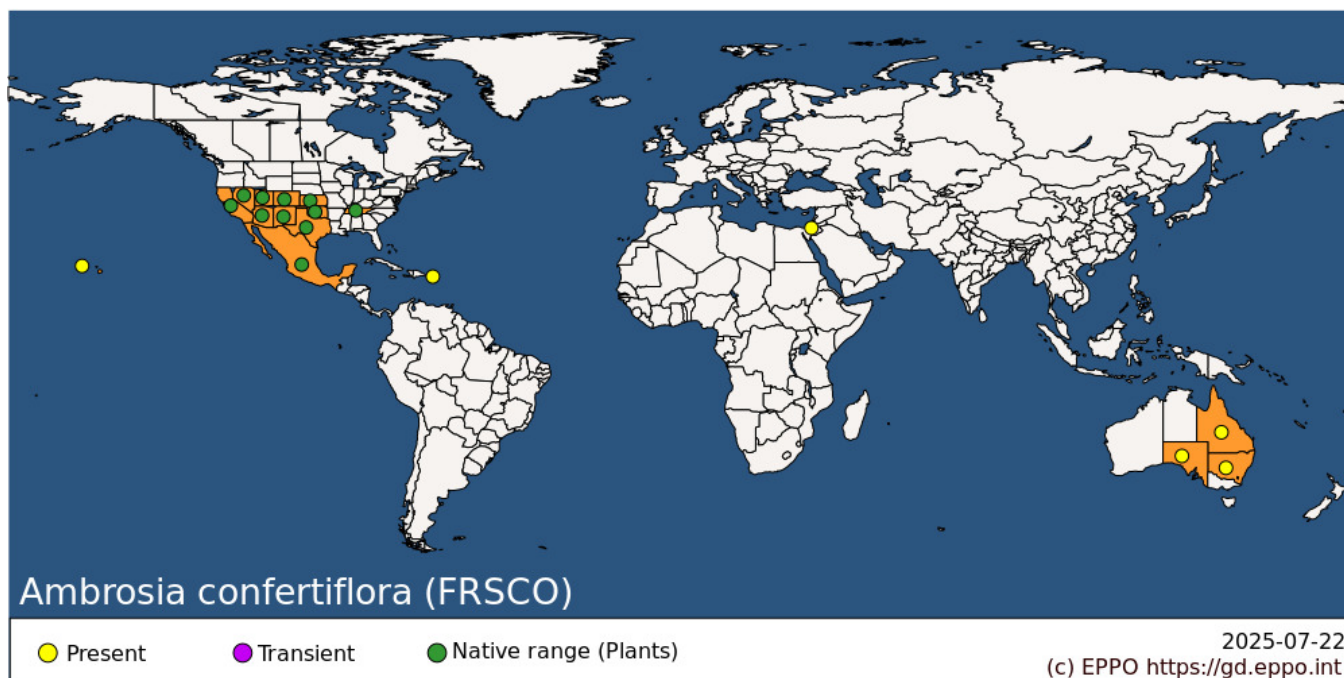 Ambrosia confertiflora (FRSCO)
Present
Transient
Native range (Plants)
2025-07-22
(c) EPPO https://gd.eppo.int